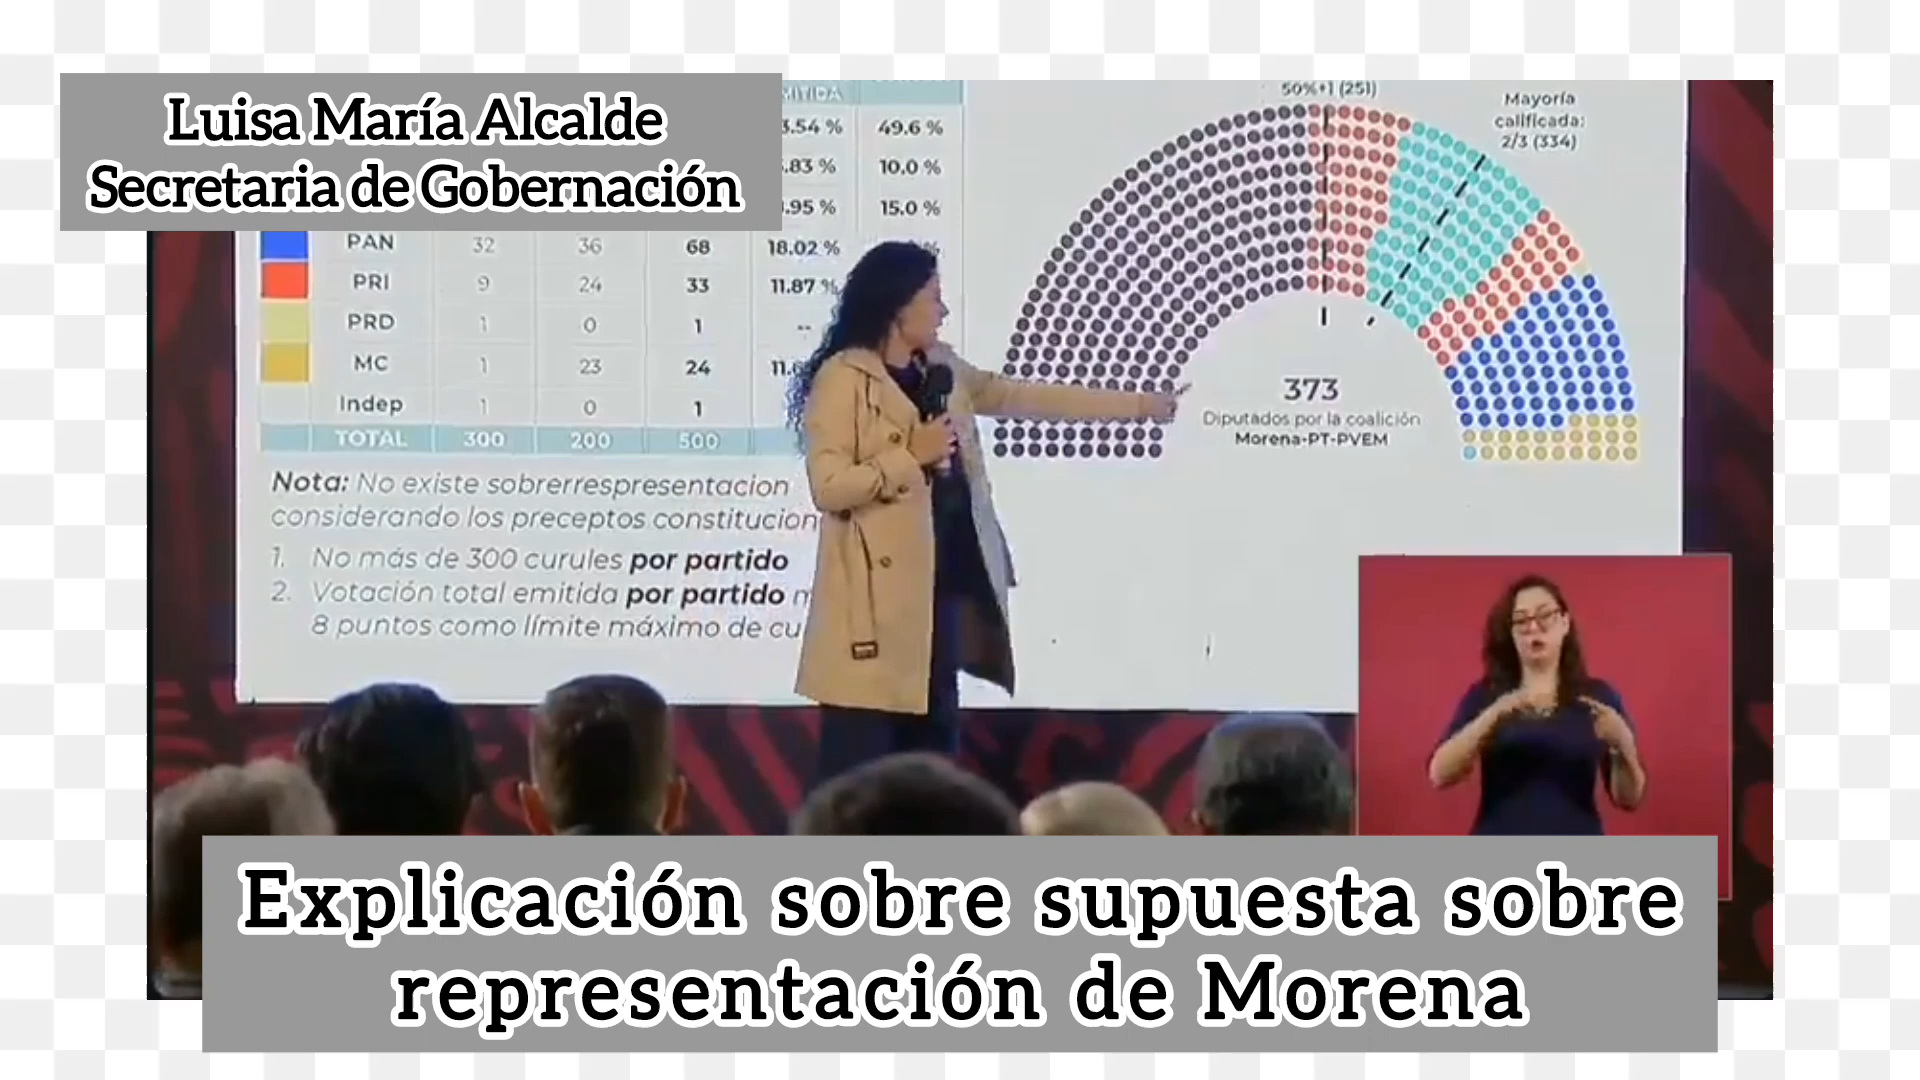 Luisa María Alcalde
Secretaria de Gobernación
50%+1 (251)
Mayoría
calificada:
2/3 (334)
3.54 % 49.6 %
.83 % 10.0 %
.95 % 15.0 %
PAN 32 36 68 18.02 %
PRI 9 24 33 11.87 %
PRD 1 0 1 --
MC 1 23 24 11.6
Indep 1 0 1
TOTAL 300 200 500
373
Diputados por la coalición
Morena-PT-PVEM
Nota: No existe sobrerrespresentacion
considerando los preceptos constitucion
1. No más de 300 curules por partido
2. Votación total emitida por partido
8 puntos como límite máximo de cu
Explicación sobre supuesta sobre
representación de Morena